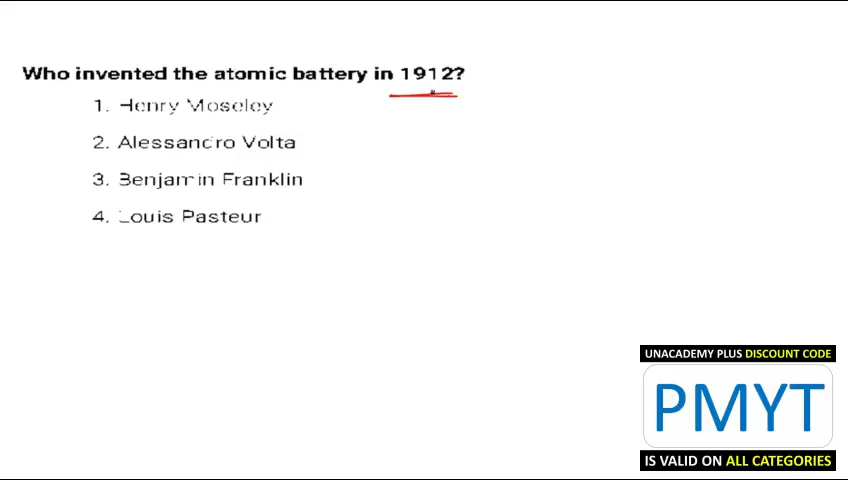 Who invented the atomic battery in 1912?
1. Henry Moseley
2. Alessandro Volta
3. Benjamin Franklin
4. Louis Pasteur
UNACADEMY PLUS DISCOUNT CODE
PMYT
IS VALID ON ALL CATEGORIES